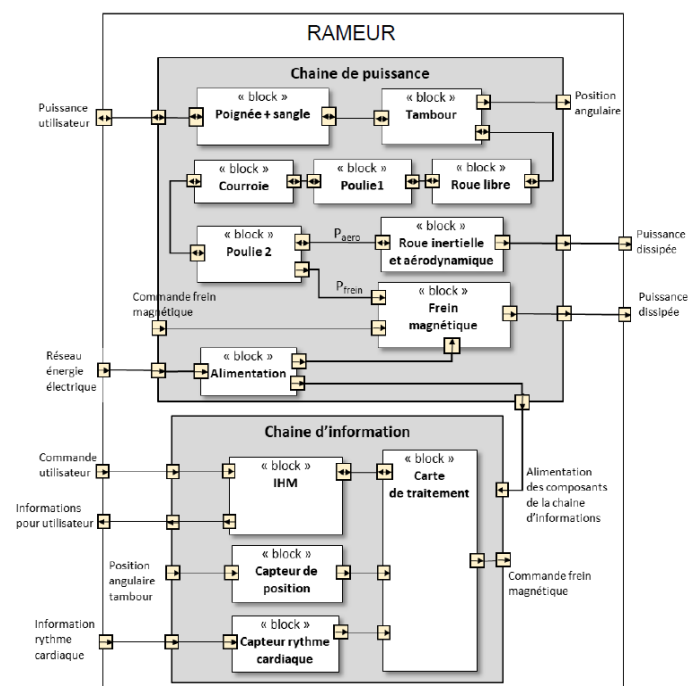 RAMEUR
Chaine de puissance
Puissance
utilisateur
« block »
Poignée + sangle
« block »
Tambour
Position
angulaire
« block »
Courroie
« block »
Poulie1
« block »
Roue libre
« block »
Poulie 2
Paero
« block »
Roue inertielle
et aérodynamique
Puissance
dissipée
Pfrein
Commande frein
magnétique
« block »
Frein
magnétique
Puissance
dissipée
Réseau
énergie
électrique
« block »
Alimentation
Chaine d’information
Commande
utilisateur
« block »
IHM
« block »
Carte
de traitement
Alimentation
des composants
de la chaine
d’Informations
Informations
pour utilisateur
Position
angulaire
tambour
« block »
Capteur de
position
Commande frein
magnétique
Information
rythme
cardiaque
« block »
Capteur rythme
cardiaque